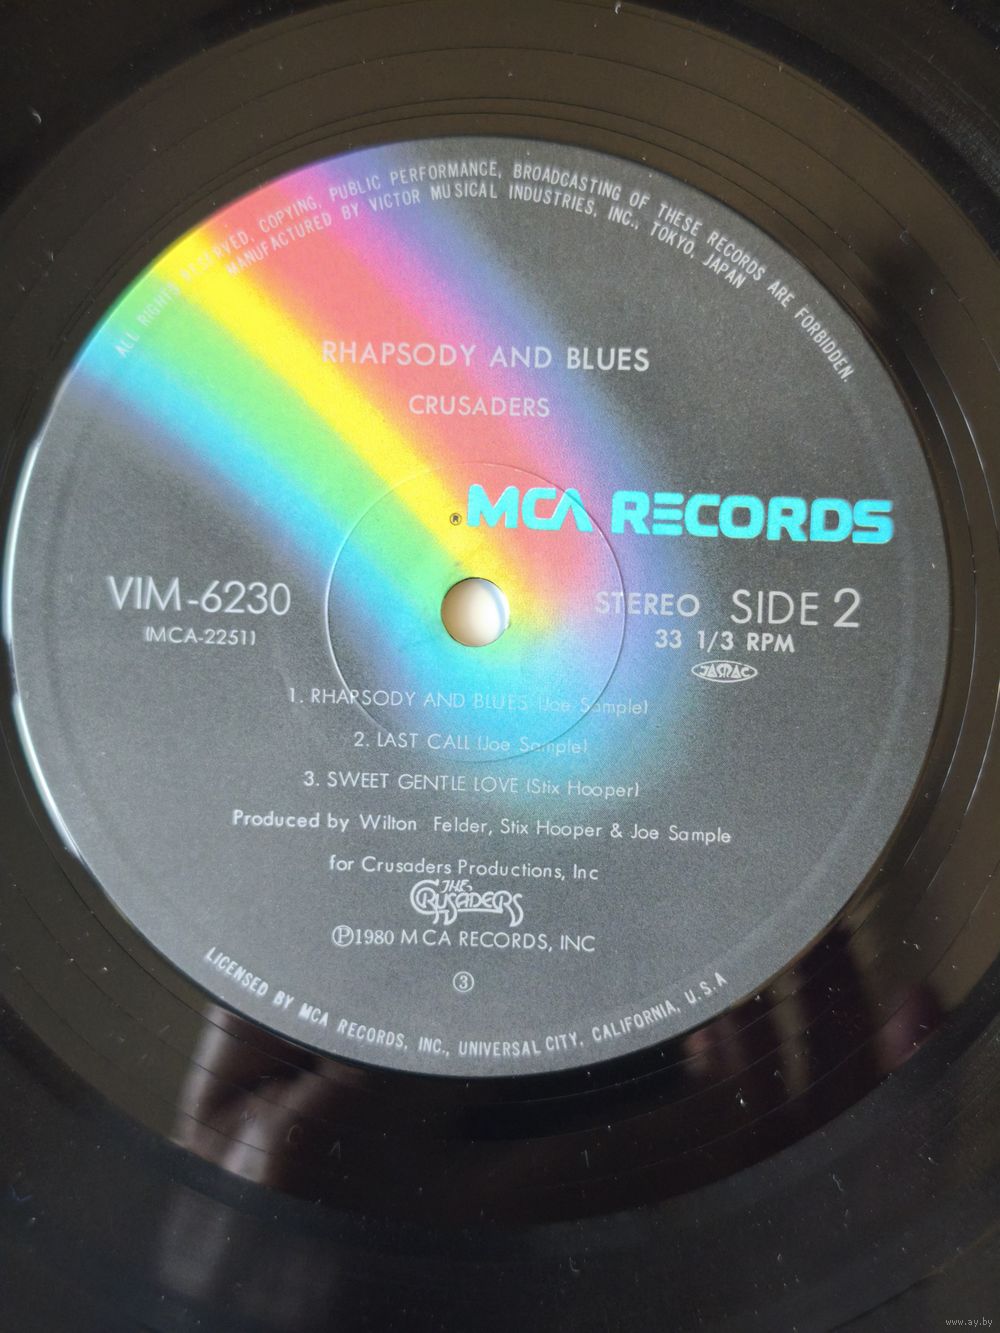 ALL RIGHTS RESERVED, COPYING, PUBLIC PERFORMANCE, BROADCASTING OF THESE RECORDS ARE FORBIDDEN.
MANUFACTURED BY VICTOR MUSICAL INDUSTRIES, INC., TOKYO, JAPAN
RHAPSODY AND BLUES
CRUSADERS
® MCA RECORDS
VIM-6230
(MCA-2251)
STEREO SIDE 2
33 1/3 RPM
JASRAC
1. RHAPSODY AND BLUES (Joe Sample)
2. LAST CALL (Joe Sample)
3. SWEET GENTLE LOVE (Stix Hooper)
Produced by Wilton Felder, Stix Hooper & Joe Sample
for Crusaders Productions, Inc
THE CRUSADERS
Ⓟ1980 MCA RECORDS, INC
③
LICENSED BY MCA RECORDS, INC., UNIVERSAL CITY, CALIFORNIA, U.S.A
www.ay.by